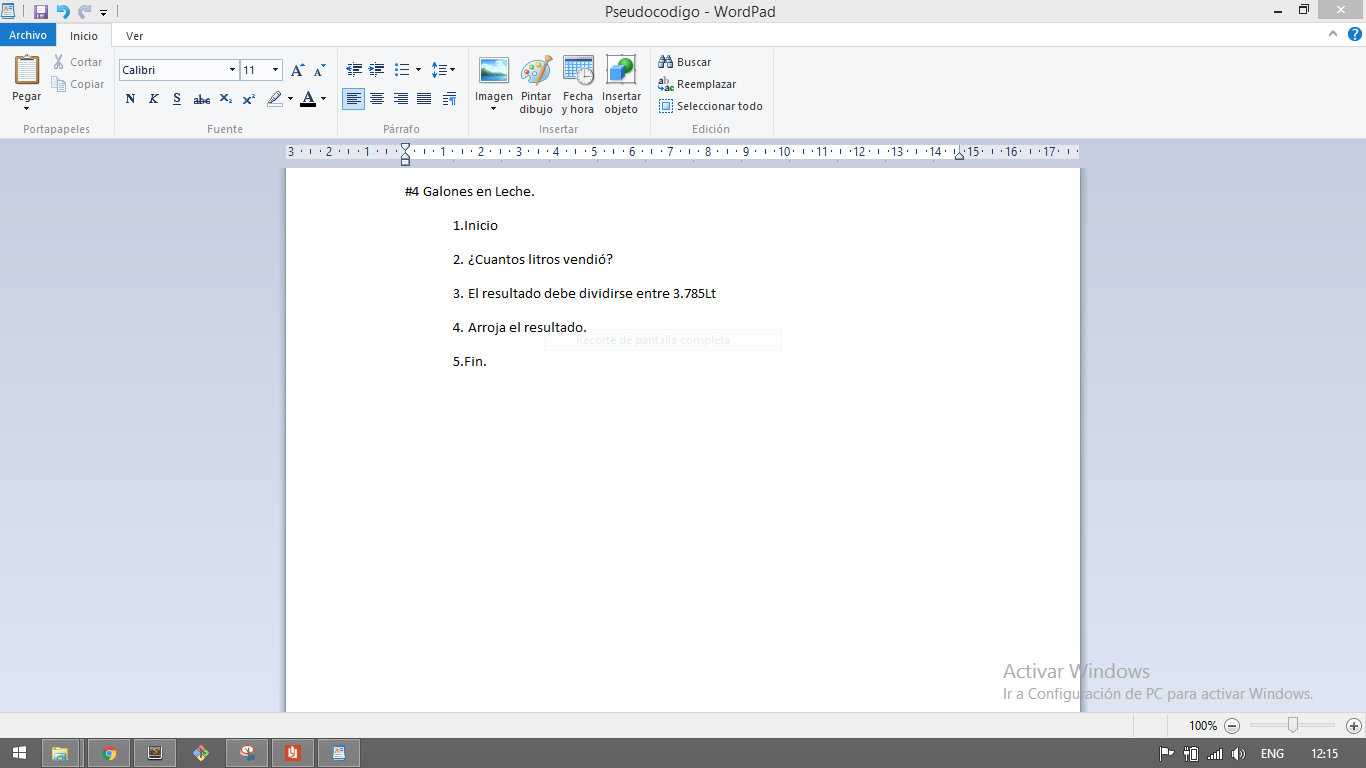 Pseudocodigo - WordPad
Archivo Inicio Ver
Pegar
Cortar
Copiar
Portapapeles
Calibri 11
N K S abc X₂ X²
Fuente
Párrafo
Imagen
Pintar dibujo
Fecha y hora
Insertar objeto
Insertar
Buscar
Reemplazar
Seleccionar todo
Edición
3 2 1 1 2 3 4 5 6 7 8 9 10 11 12 13 14 15 16 17
#4 Galones en Leche.
1.Inicio
2. ¿Cuantos litros vendió?
3. El resultado debe dividirse entre 3.785Lt
4. Arroja el resultado.
Recorte de pantalla completa
5.Fin.
Activar Windows
Ir a Configuración de PC para activar Windows.
100%
ENG 12:15